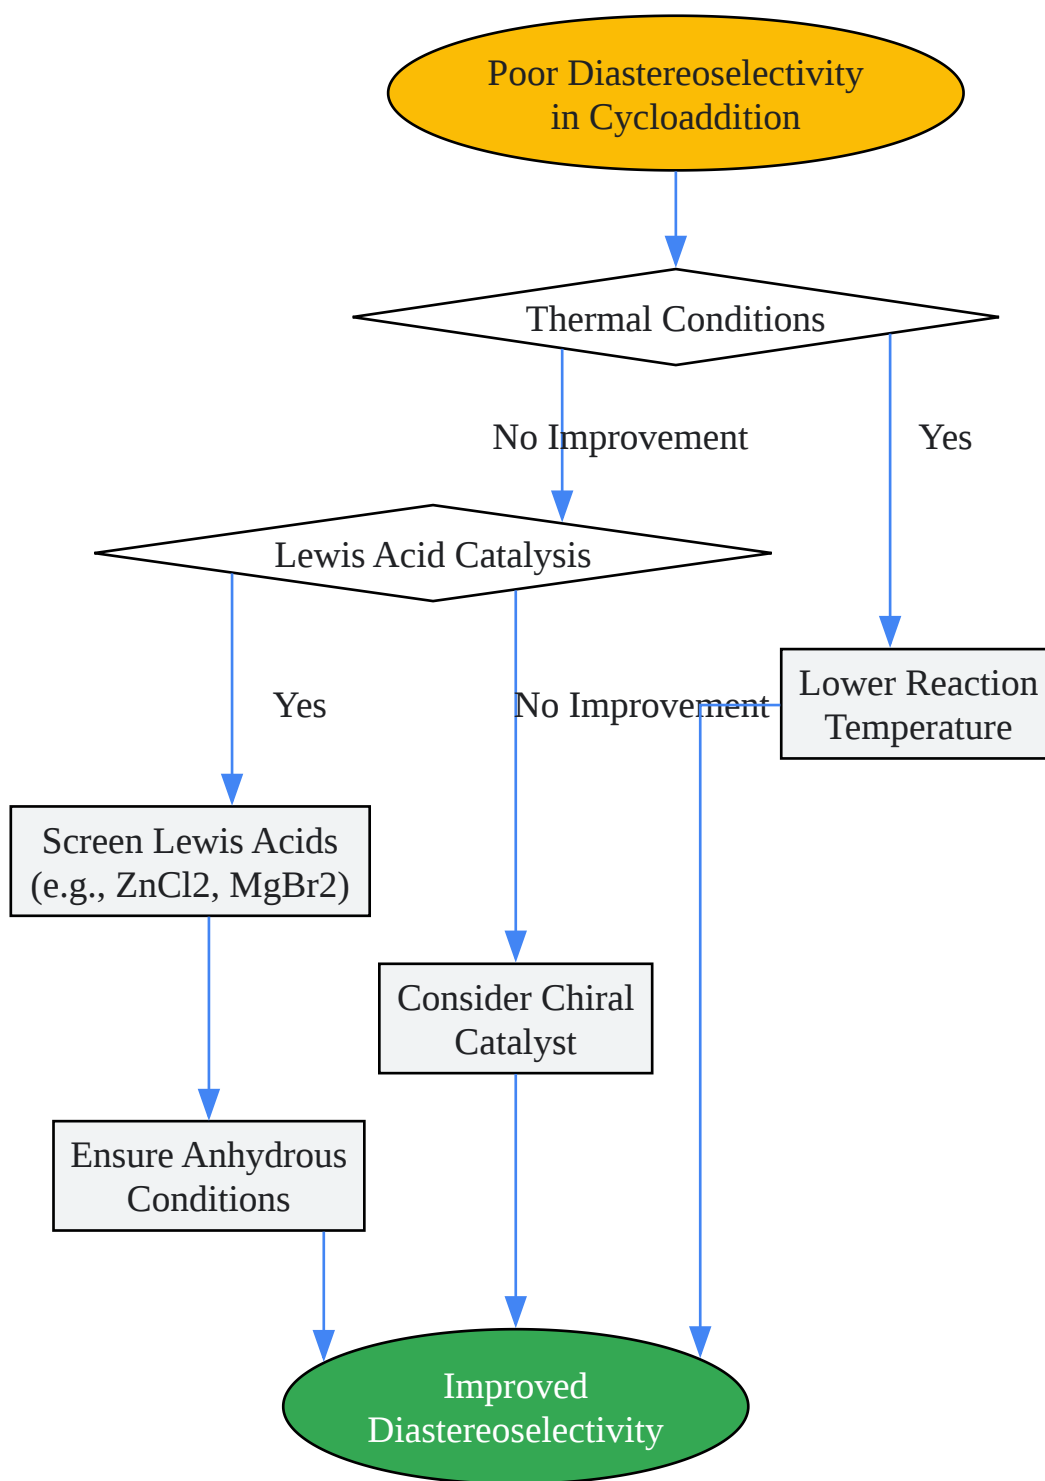 Poor Diastereoselectivity
in Cycloaddition
Thermal Conditions
No Improvement
Yes
Lewis Acid Catalysis
Yes
No Improvement
Lower Reaction
Temperature
Screen Lewis Acids
(e.g., ZnCl2, MgBr2)
Consider Chiral
Catalyst
Ensure Anhydrous
Conditions
Improved
Diastereoselectivity